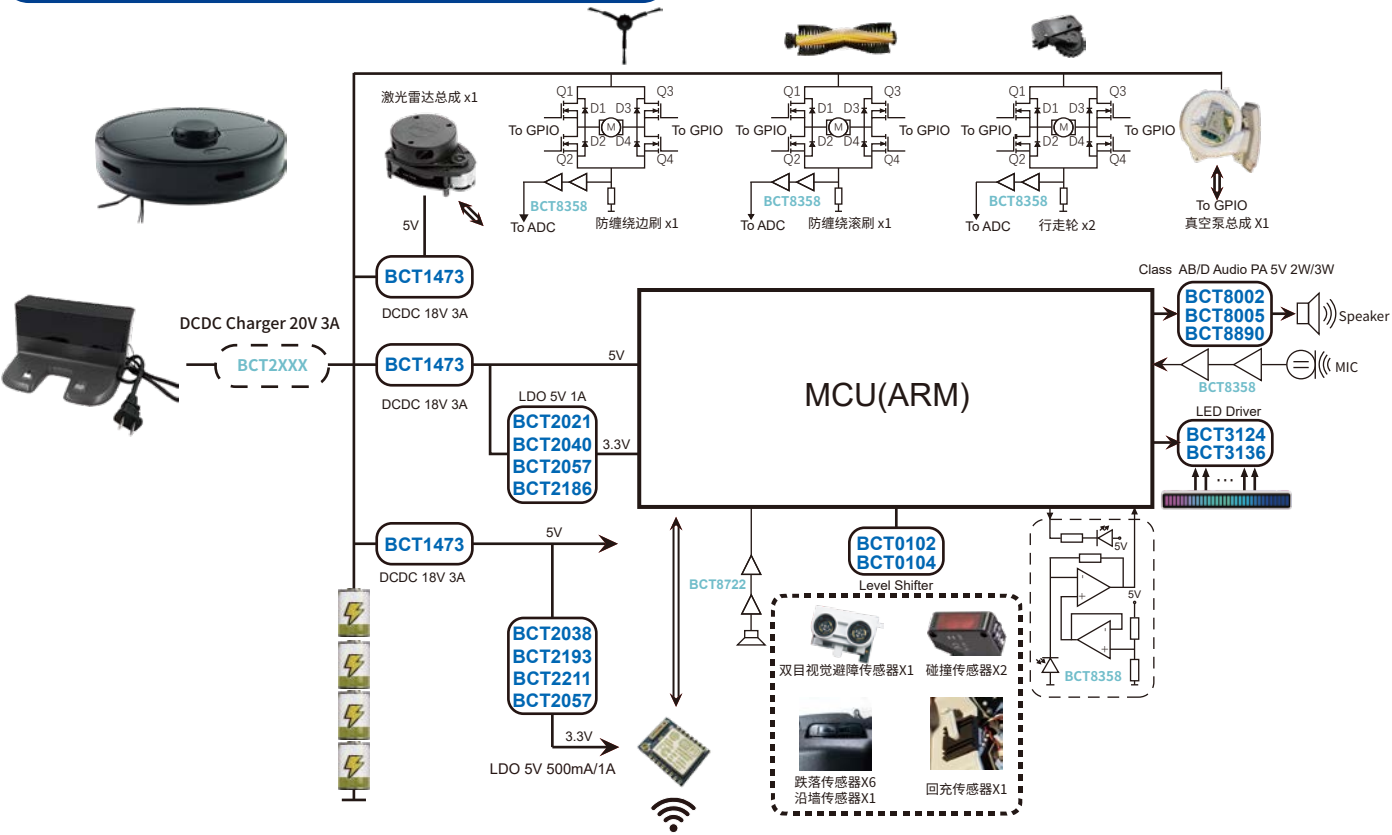 激光雷达总成 x1
Q1
Q3
D1
D3
M
To GPIO
To GPIO
D2
D4
Q2
Q4
BCT8358
To ADC
防缠绕边刷 x1
Q1
Q3
D1
D3
M
To GPIO
To GPIO
D2
D4
Q2
Q4
BCT8358
To ADC
防缠绕滚刷 x1
Q1
Q3
D1
D3
M
To GPIO
To GPIO
D2
D4
Q2
Q4
BCT8358
To ADC
行走轮 x2
To GPIO
真空泵总成 X1
5V
BCT1473
DCDC 18V 3A
DCDC Charger 20V 3A
BCT2XXX
BCT1473
DCDC 18V 3A
5V
LDO 5V 1A
BCT2021
BCT2040
BCT2057
BCT2186
3.3V
MCU(ARM)
Class AB/D Audio PA 5V 2W/3W
BCT8002
BCT8005
BCT8890
Speaker
MIC
BCT8358
LED Driver
BCT3124
BCT3136
...
BCT1473
DCDC 18V 3A
5V
BCT2038
BCT2193
BCT2211
BCT2057
3.3V
LDO 5V 500mA/1A
BCT8722
BCT0102
BCT0104
Level Shifter
双目视觉避障传感器X1
碰撞传感器X2
跌落传感器X6
沿墙传感器X1
回充传感器X1
5V
-
+
5V
-
+
BCT8358